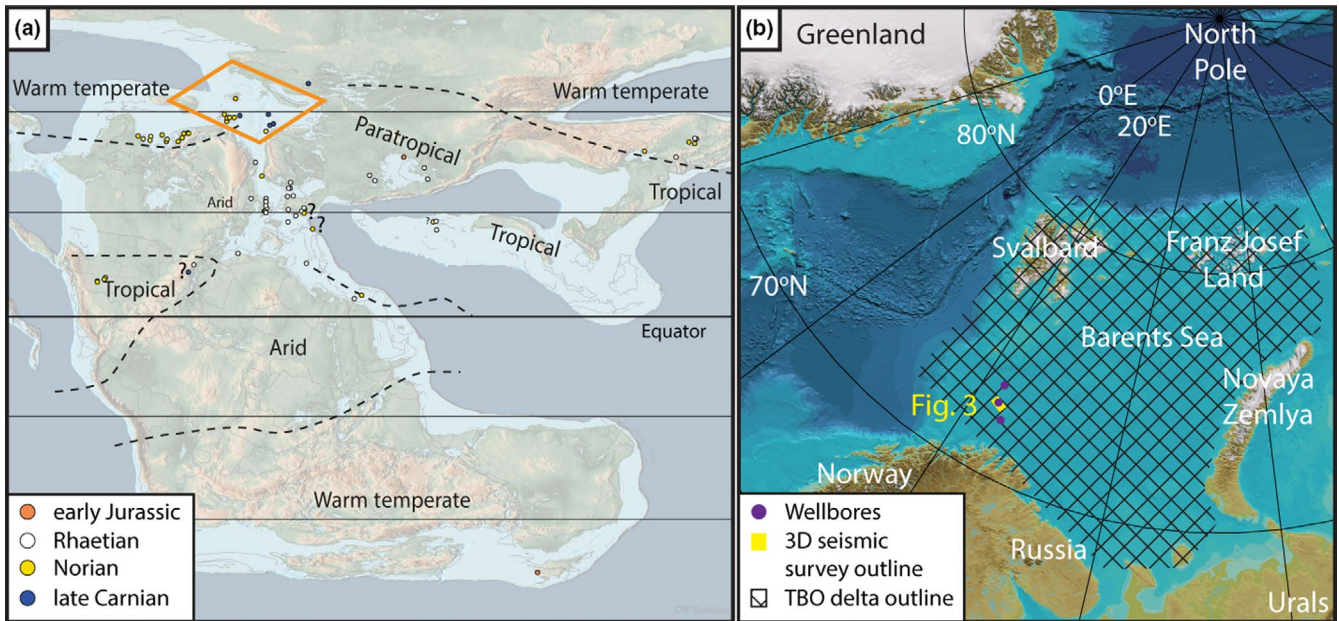 (a)
Warm temperate
Warm temperate
Paratropical
Arid
?
?
?
Tropical
Tropical
?
Tropical
Equator
Arid
Warm temperate
early Jurassic
Rhaetian
Norian
late Carnian
(b)
Greenland
North
Pole
0°E
20°E
80°N
Svalbard
Franz Josef
Land
70°N
Barents Sea
Novaya
Zemlya
Fig. 3
Norway
Russia
Urals
Wellbores
3D seismic
survey outline
TBO delta outline